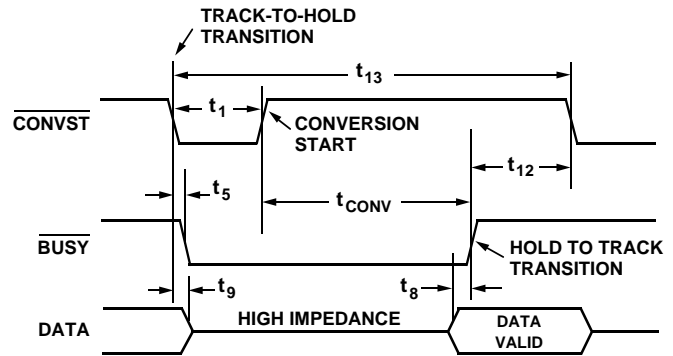 TRACK-TO-HOLD
TRANSITION
t13
t1
CONVST
CONVERSION
START
t12
t5
tCONV
BUSY
HOLD TO TRACK
TRANSITION
t9
t8
DATA
HIGH IMPEDANCE
DATA
VALID